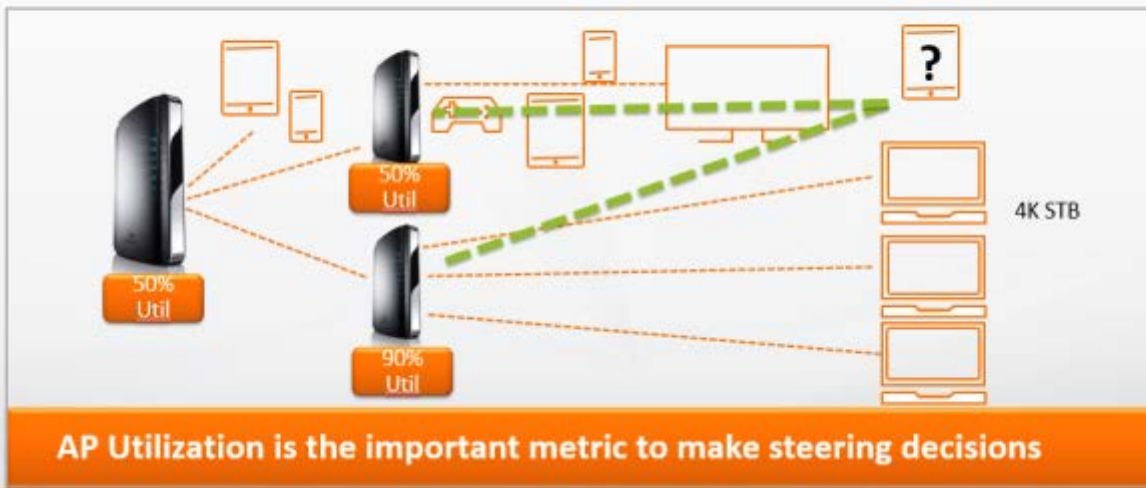 ?
50%
Util
4K STB
50%
Util
90%
Util
AP Utilization is the important metric to make steering decisions